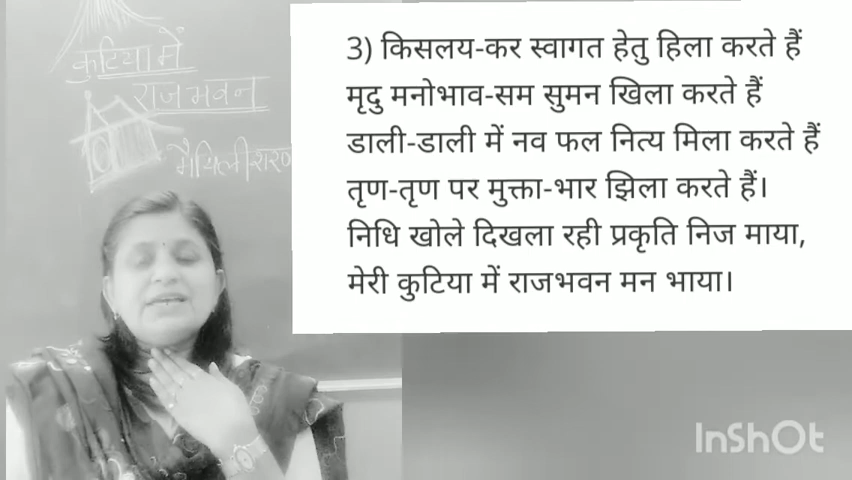 कुटिया में
राजभवन
मैथिलीशरण
3) किसलय-कर स्वागत हेतु हिला करते हैं
मृदु मनोभाव-सम सुमन खिला करते हैं
डाली-डाली में नव फल नित्य मिला करते हैं
तृण-तृण पर मुक्ता-भार झिला करते हैं।
निधि खोले दिखला रही प्रकृति निज माया,
मेरी कुटिया में राजभवन मन भाया।
InShOt